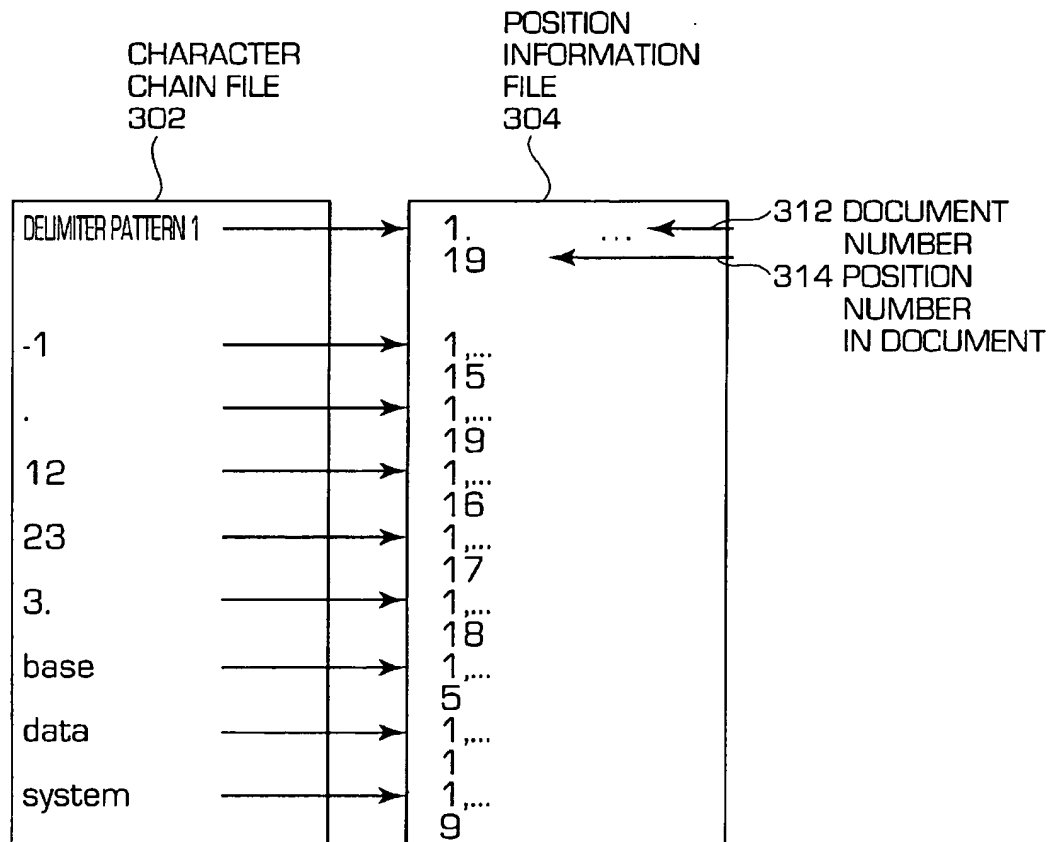 CHARACTER
CHAIN FILE
302
POSITION
INFORMATION
FILE
304
DELIMITER PATTERN 1
1. ...
19
312 DOCUMENT
NUMBER
314 POSITION
NUMBER
IN DOCUMENT
-1
1,...
15
.
1,...
19
12
1,...
16
23
1,...
17
3.
1,...
18
base
1,...
5
data
1,...
1
system
1,...
9